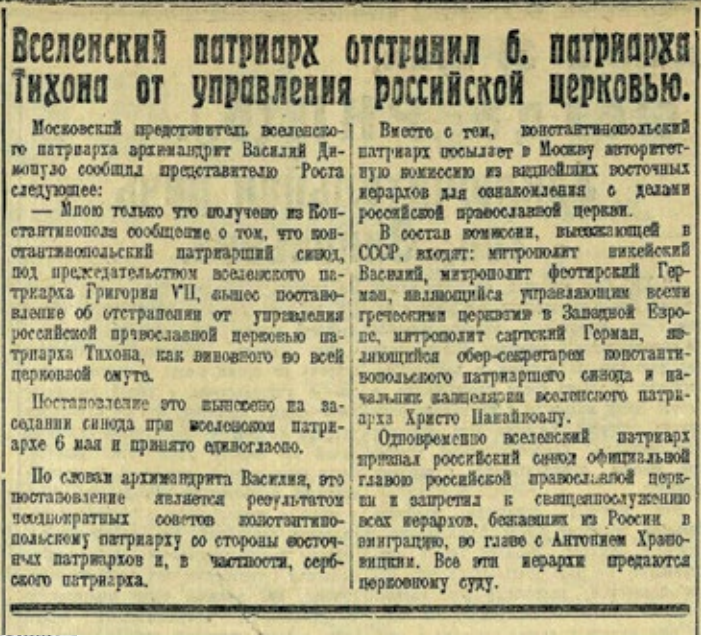 Вселенский патриарх отстранил б. патриарха
Тихона от управления российской церковью.
Московский представитель вселенско-
го патриарха архимандрит Василий Ди-
мопуло сообщил представителю Роста
следующее:
— Мною только что получено из Кон-
стантинополя сообщение о том, что кон-
стантинопольский патриарший синод,
под председательством вселенского па-
триарха Григория VII, вынес постано-
вление об отстранении от управления
российской православной церковью па-
триарха Тихона, как виновного во всей
церковной смуте.
Постановление это вынесено на за-
седании синода при вселенском патри-
архе 6 мая и принято единогласно.
По словам архимандрита Василия, это
постановление является результатом
неоднократных советов константино-
польскому патриарху со стороны восточ-
ных патриархов и, в частности, серб-
ского патриарха.
Вместе с тем, константинопольский
патриарх посылает в Москву авторитет-
ную комиссию из виднейших восточных
иерархов для ознакомления с делами
российской православной церкви.
В состав комиссии, выезжающей в
СССР, входят: митрополит никейский
Василий, митрополит фиотирский Гер-
ман, являющийся управляющим всеми
греческими церквями в Западной Евро-
пе, митрополит сартский Герман, яв-
ляющийся обер-секретарем константи-
нопольского патриаршего синода и на-
чальник канцелярии вселенского патри-
арха Христо
Одновременно вселенский патриарх
признал российский синод официальной
главою российской православной церк-
ви и запретил к священнослужению
всех иерархов, бежавших из России в
эмиграцию, во главе с Антонием Храпо-
вицким. Все эти иерархи предаются
церковному суду.